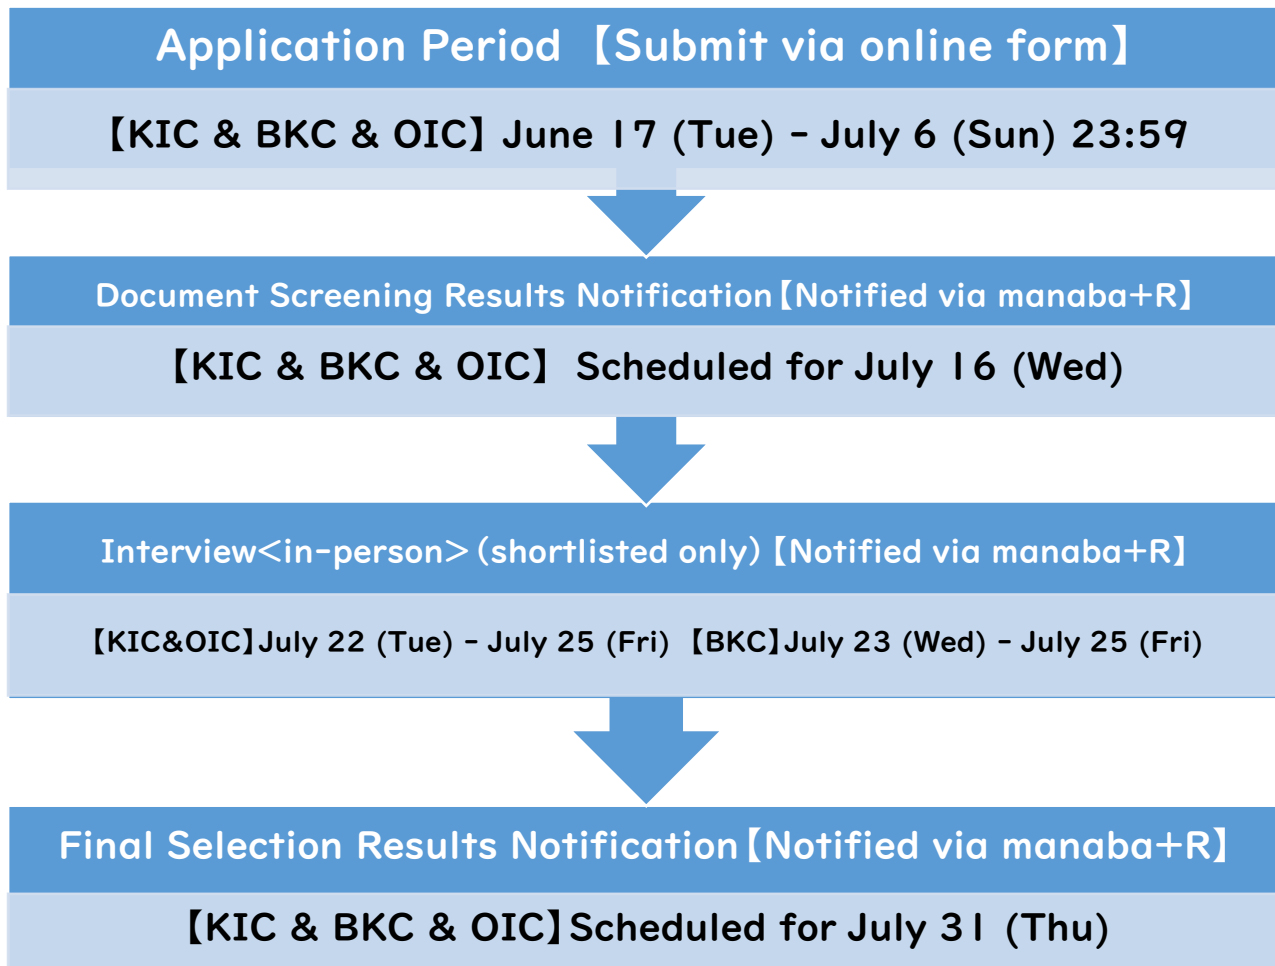 Application Period 【Submit via online form】
【KIC & BKC & OIC】 June 17 (Tue) - July 6 (Sun) 23:59
Document Screening Results Notification【Notified via manaba+R】
【KIC & BKC & OIC】 Scheduled for July 16 (Wed)
Interview<in-person>（shortlisted only）【Notified via manaba+R】
【KIC&OIC】July 22 (Tue) - July 25 (Fri) 【BKC】July 23 (Wed) - July 25 (Fri)
Final Selection Results Notification【Notified via manaba+R】
【KIC & BKC & OIC】Scheduled for July 31 (Thu)